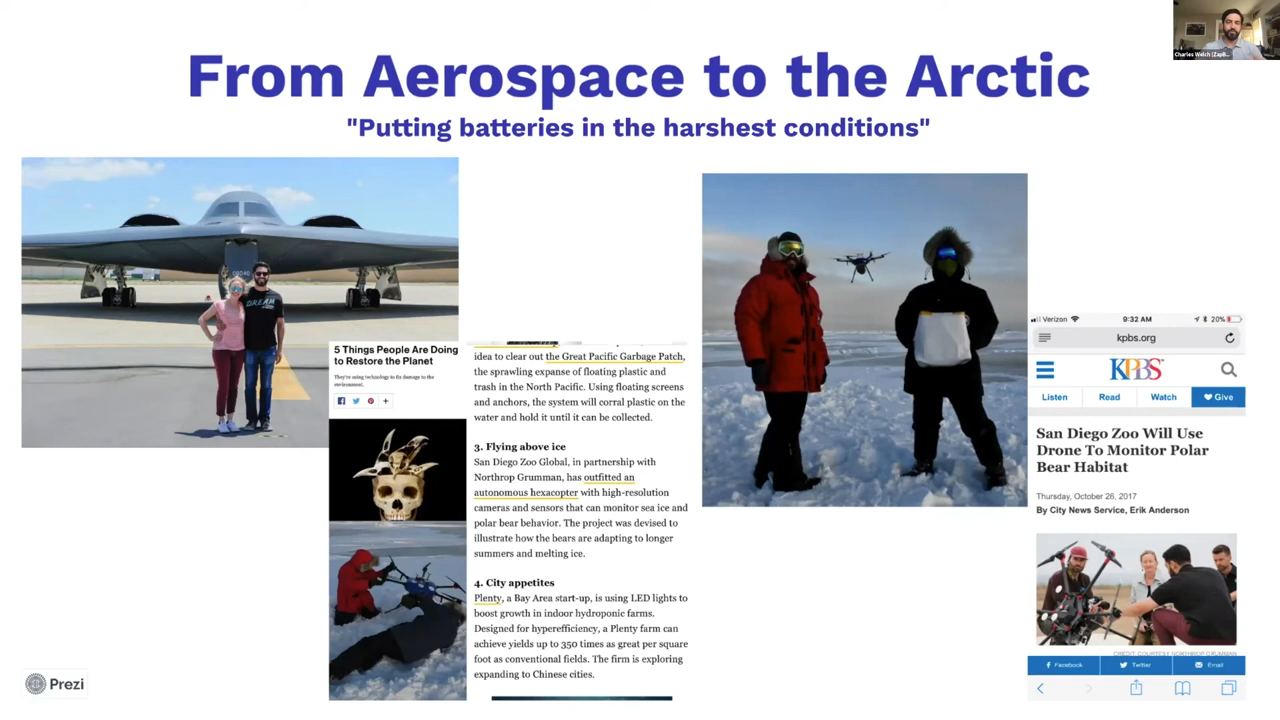 Charles Welch (ZapB...
From Aerospace to the Arctic
"Putting batteries in the harshest conditions"
DREAM
5 Things People Are Doing
to Restore the Planet
They're using technology to fix damage to the
environment.
idea to clear out the Great Pacific Garbage Patch,
the sprawling expanse of floating plastic and
trash in the North Pacific. Using floating screens
and anchors, the system will corral plastic on the
water and hold it until it can be collected.
3. Flying above ice
San Diego Zoo Global, in partnership with
Northrop Grumman, has outfitted an
autonomous hexacopter with high-resolution
cameras and sensors that can monitor sea ice and
polar bear behavior. The project was devised to
illustrate how the bears are adapting to longer
summers and melting ice.
4. City appetites
Plenty, a Bay Area start-up, is using LED lights to
boost growth in indoor hydroponic farms.
Designed for hyperefficiency, a Plenty farm can
achieve yields up to 350 times as great per square
foot as conventional fields. The firm is exploring
expanding to Chinese cities.
Verizon 9:32 AM 20%
kpbs.org
KPBS
Listen Read Watch Give
San Diego Zoo Will Use
Drone To Monitor Polar
Bear Habitat
Thursday, October 26, 2017
By City News Service, Erik Anderson
CREDIT: COURTESY NORTHROP GRUMMAN
Facebook Twitter Email
Prezi